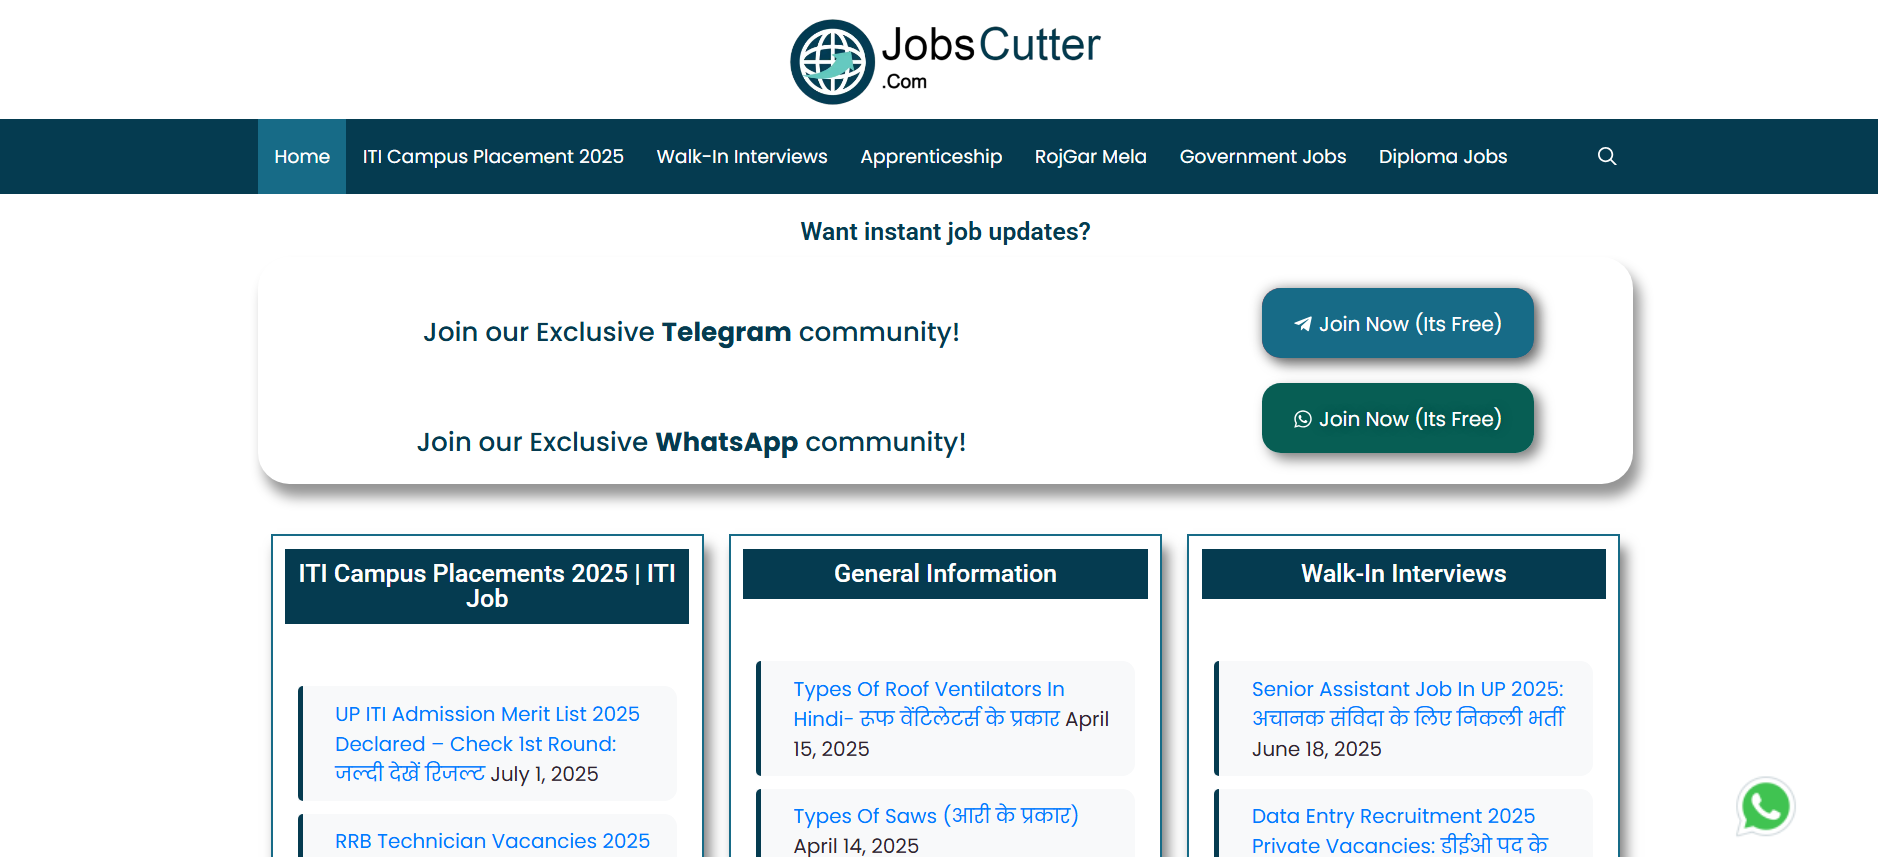 JobsCutter
.Com
Home
ITI Campus Placement 2025
Walk-In Interviews
Apprenticeship
RojGar Mela
Government Jobs
Diploma Jobs
Want instant job updates?
Join our Exclusive Telegram community!
Join Now (Its Free)
Join our Exclusive WhatsApp community!
Join Now (Its Free)
ITI Campus Placements 2025 | ITI
Job
UP ITI Admission Merit List 2025
Declared – Check 1st Round:
जल्दी देखें रिजल्ट July 1, 2025
RRB Technician Vacancies 2025
General Information
Types Of Roof Ventilators In
Hindi- रूफ वेंटिलेटर्स के प्रकार April
15, 2025
Types Of Saws (आरी के प्रकार)
April 14, 2025
Walk-In Interviews
Senior Assistant Job In UP 2025:
अचानक संविदा के लिए निकली भर्ती
June 18, 2025
Data Entry Recruitment 2025
Private Vacancies: डीईओ पद के